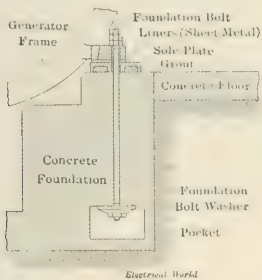 Generator
Frame
Foundation Bolt
Liners (Sheet Metal)
Sole Plate
Grout
Concrete Floor
Concrete
Foundation
Foundation
Bolt Washer
Pocket
Electrical World